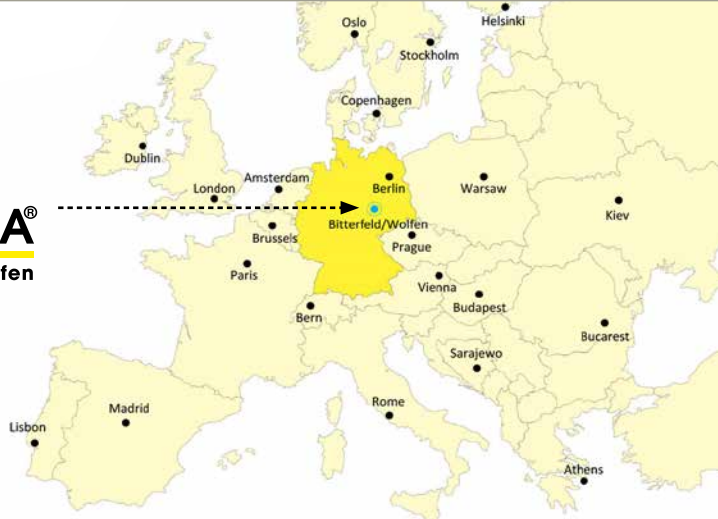 Oslo
Helsinki
Stockholm
Copenhagen
Dublin
Amsterdam
London
Berlin
Warsaw
Kiev
A®
Bitterfeld/Wolfen
Brussels
Prague
fen
Paris
Vienna
Budapest
Bern
Bucarest
Sarajewo
Rome
Madrid
Lisbon
Athens